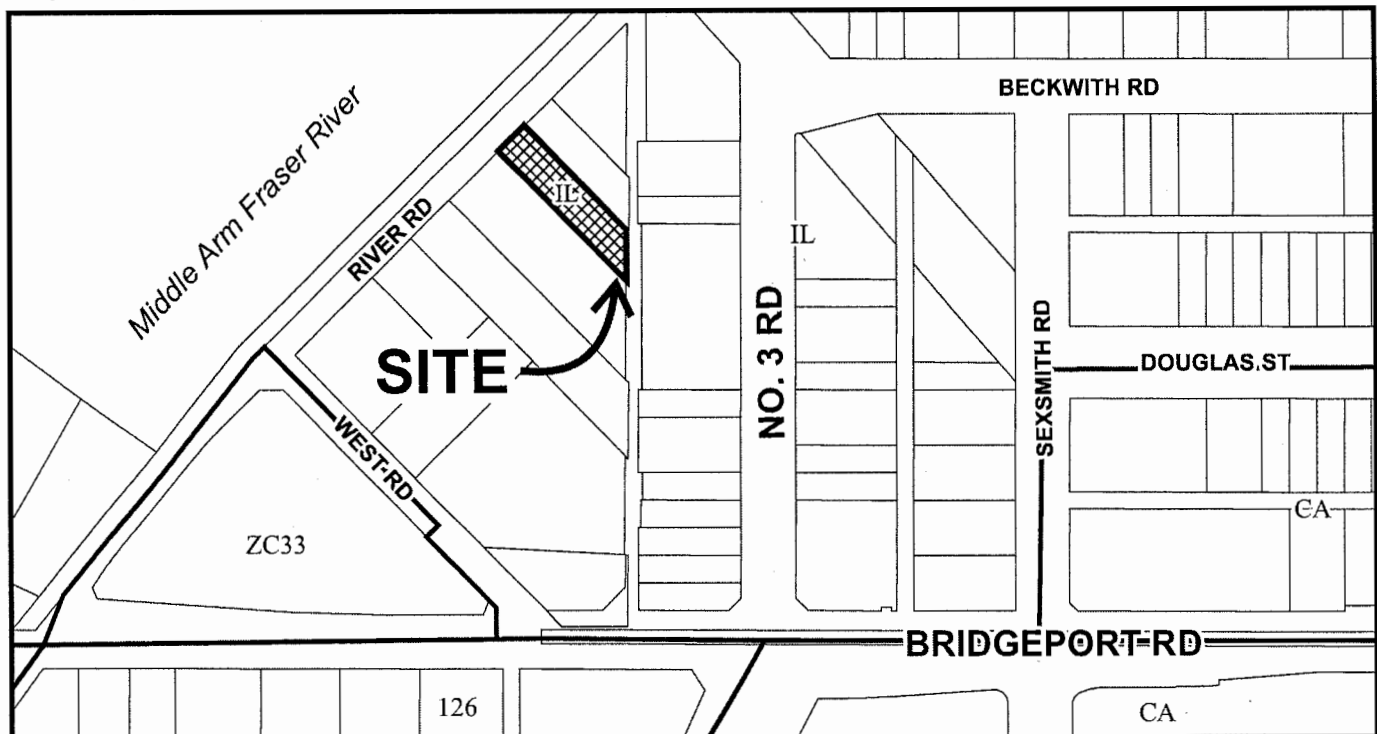 BECKWITH RD
Middle Arm Fraser River
IL
RIVER RD
IL
NO. 3 RD
SEXSMITH RD
DOUGLAS.ST
SITE
WEST-RD
CA
ZC33
BRIDGEPORT-RD
126
CA